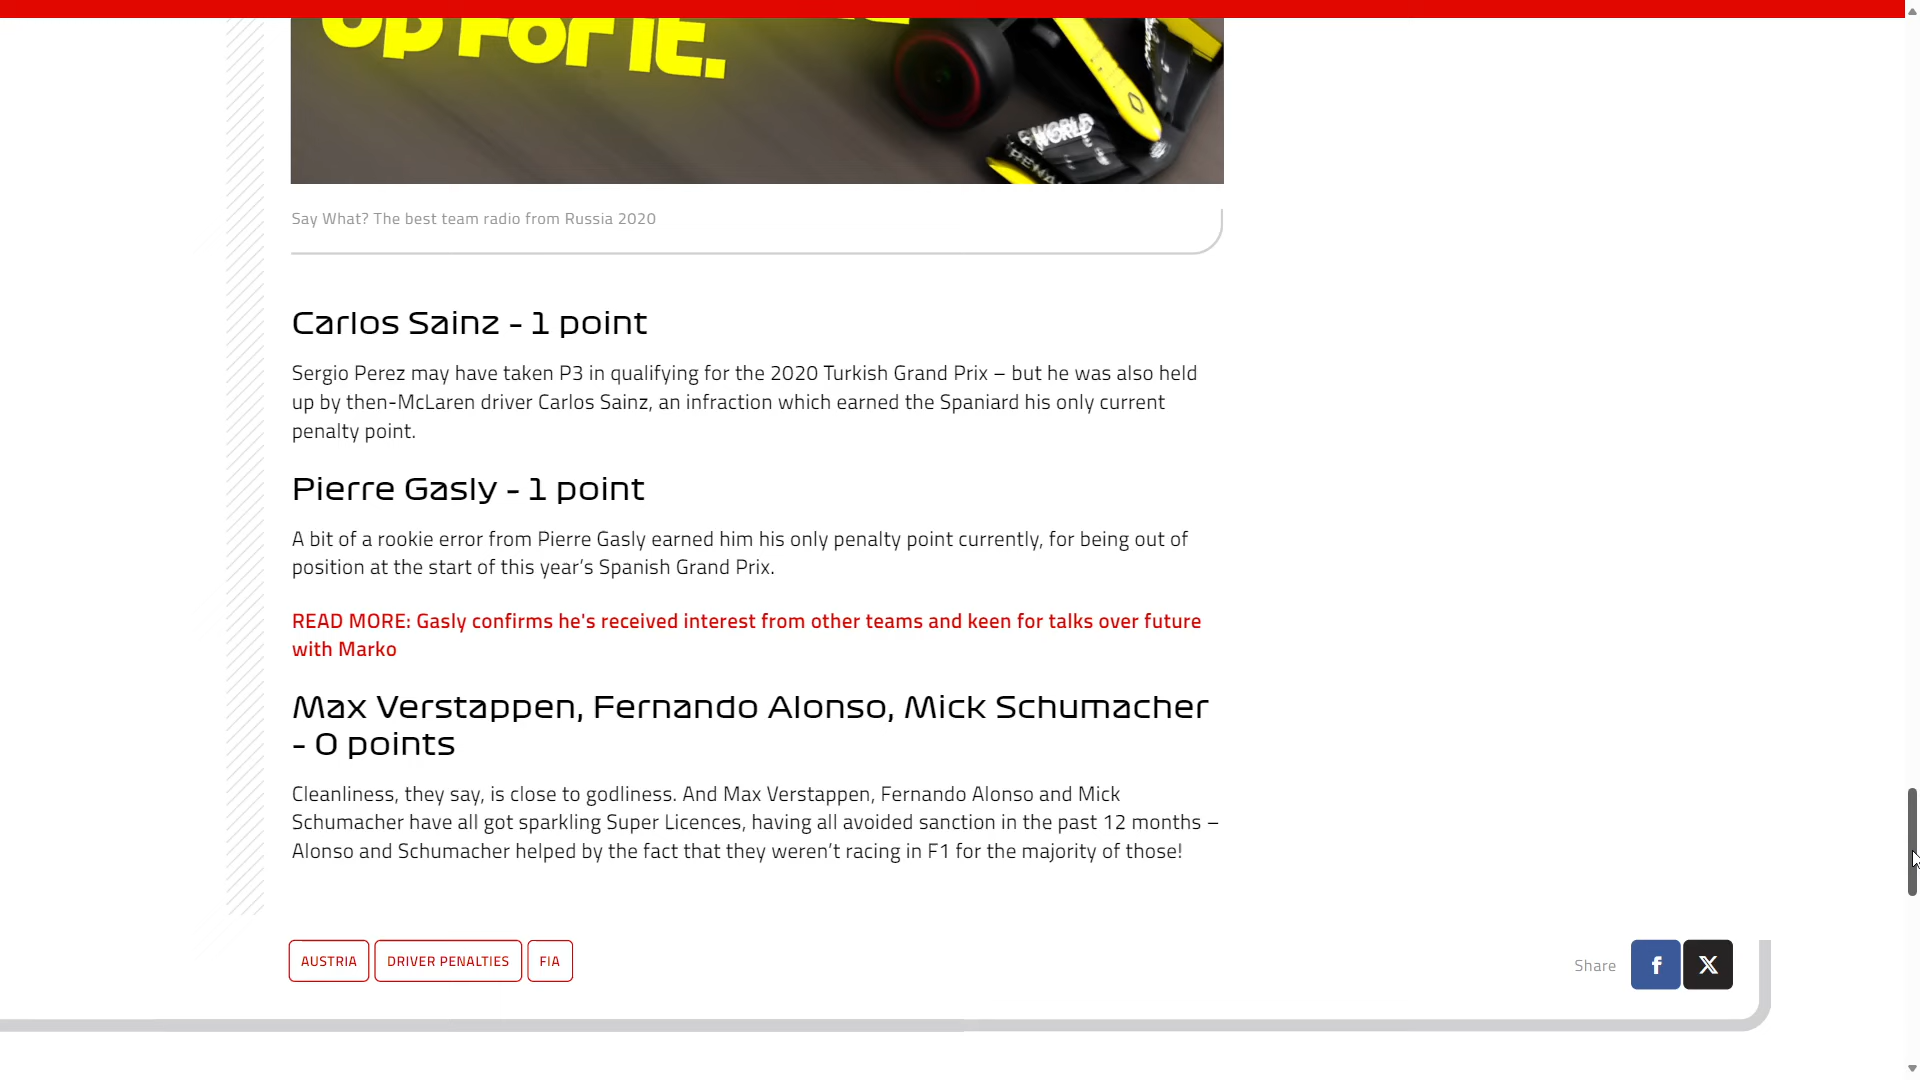 Up For It.
WORLD
RENA
Say What? The best team radio from Russia 2020
Carlos Sainz - 1 point
Sergio Perez may have taken P3 in qualifying for the 2020 Turkish Grand Prix – but he was also held
up by then-McLaren driver Carlos Sainz, an infraction which earned the Spaniard his only current
penalty point.
Pierre Gasly - 1 point
A bit of a rookie error from Pierre Gasly earned him his only penalty point currently, for being out of
position at the start of this year’s Spanish Grand Prix.
READ MORE: Gasly confirms he's received interest from other teams and keen for talks over future
with Marko
Max Verstappen, Fernando Alonso, Mick Schumacher
- 0 points
Cleanliness, they say, is close to godliness. And Max Verstappen, Fernando Alonso and Mick
Schumacher have all got sparkling Super Licences, having all avoided sanction in the past 12 months –
Alonso and Schumacher helped by the fact that they weren’t racing in F1 for the majority of those!
AUSTRIA DRIVER PENALTIES FIA
Share